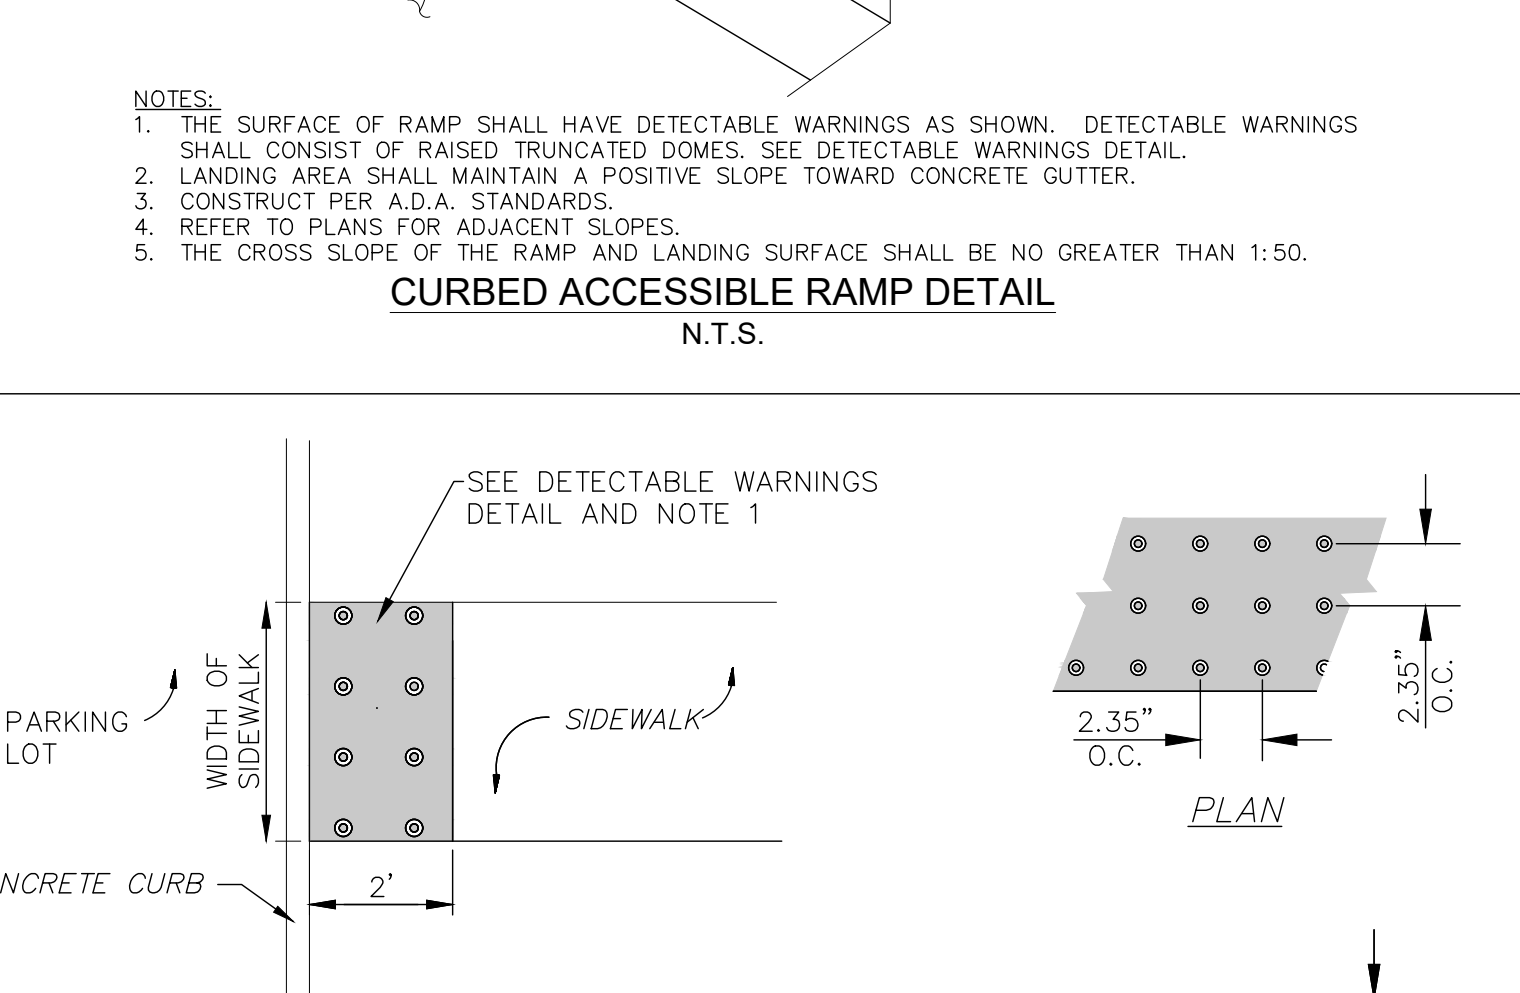 NOTES:
1. THE SURFACE OF RAMP SHALL HAVE DETECTABLE WARNINGS AS SHOWN. DETECTABLE WARNINGS
SHALL CONSIST OF RAISED TRUNCATED DOMES. SEE DETECTABLE WARNINGS DETAIL.
2. LANDING AREA SHALL MAINTAIN A POSITIVE SLOPE TOWARD CONCRETE GUTTER.
3. CONSTRUCT PER A.D.A. STANDARDS.
4. REFER TO PLANS FOR ADJACENT SLOPES.
5. THE CROSS SLOPE OF THE RAMP AND LANDING SURFACE SHALL BE NO GREATER THAN 1:50.
CURBED ACCESSIBLE RAMP DETAIL
N.T.S.
SEE DETECTABLE WARNINGS
DETAIL AND NOTE 1
WIDTH OF
SIDEWALK
PARKING
LOT
SIDEWALK
NCRETE CURB
2'
2.35"
O.C.
2.35"
O.C.
PLAN